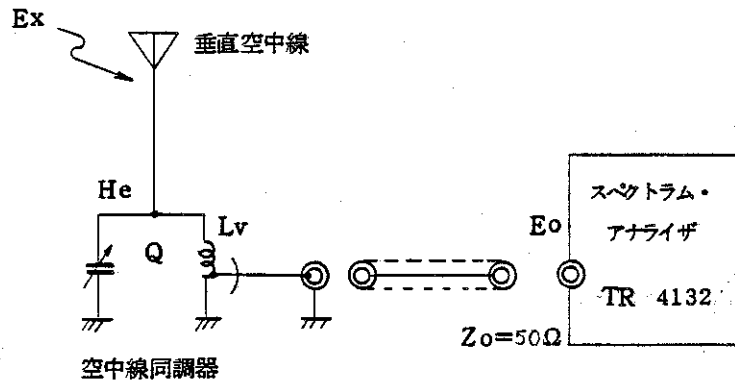 Ex
垂直空中線
He
Lv
Q
Eo
スペクトラム・
アナライザ
TR 4132
Zo=50Ω
空中線同調器